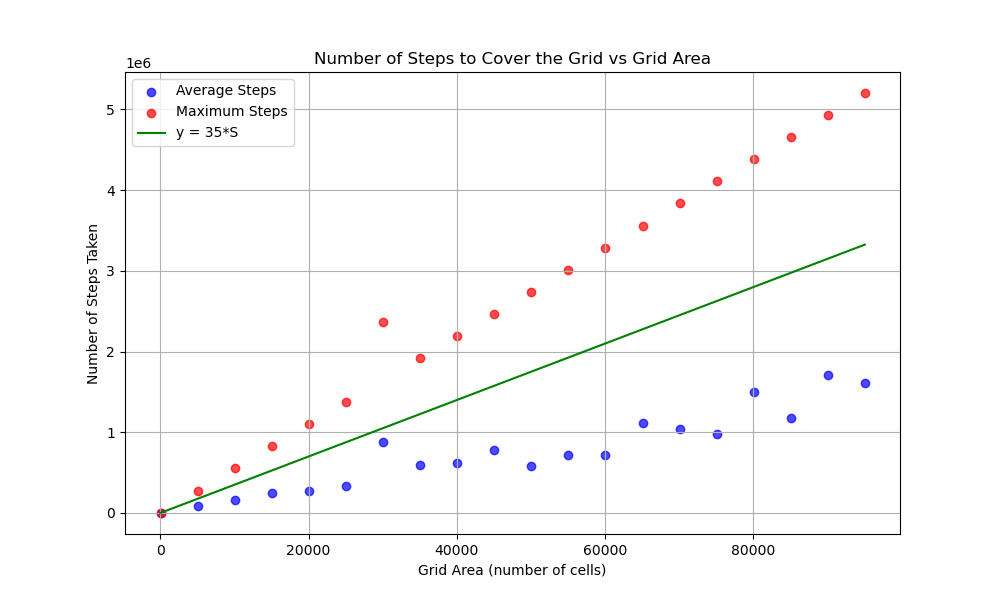 Number of Steps to Cover the Grid vs Grid Area
1e6
Average Steps
Maximum Steps
y = 35*S
5
4
3
2
1
0
Number of Steps Taken
0 20000 40000 60000 80000
Grid Area (number of cells)